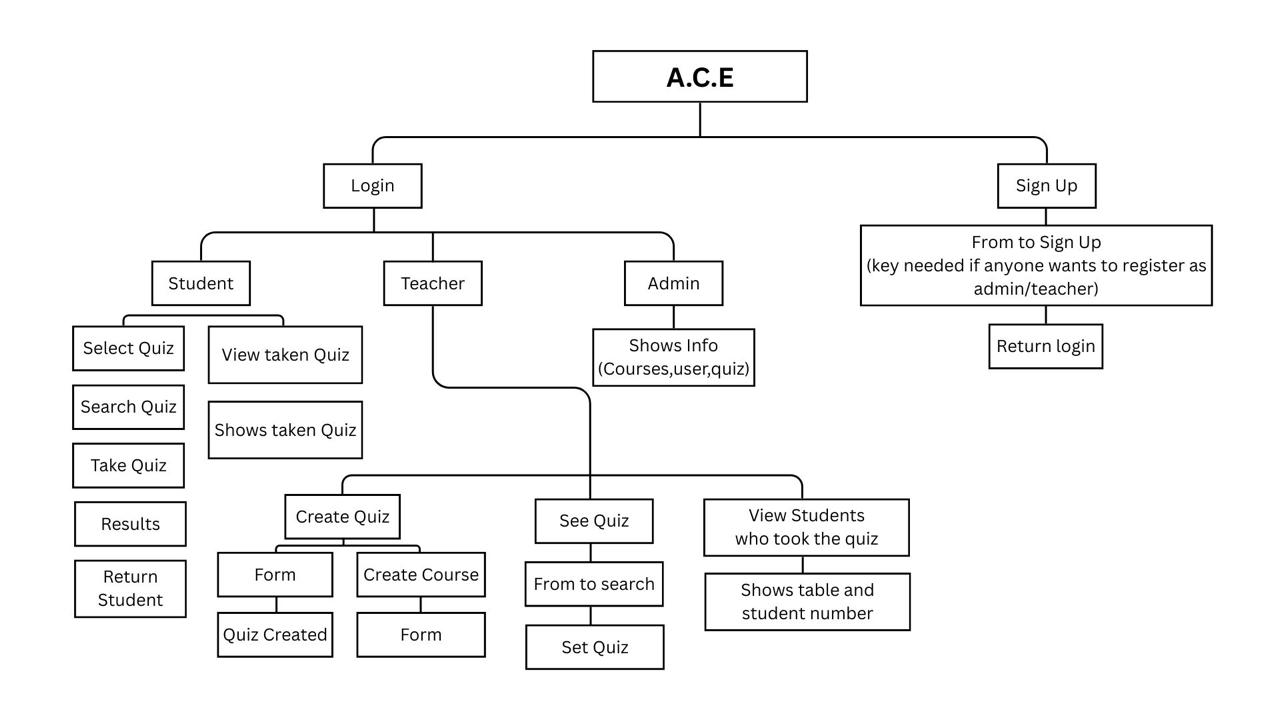 A.C.E
Login
Sign Up
From to Sign Up
(key needed if anyone wants to register as
admin/teacher)
Return login
Student
Teacher
Admin
Select Quiz
Search Quiz
Take Quiz
Results
Return
Student
View taken Quiz
Shows taken Quiz
Shows Info
(Courses,user,quiz)
Create Quiz
Form
Quiz Created
Create Course
Form
See Quiz
From to search
Set Quiz
View Students
who took the quiz
Shows table and
student number